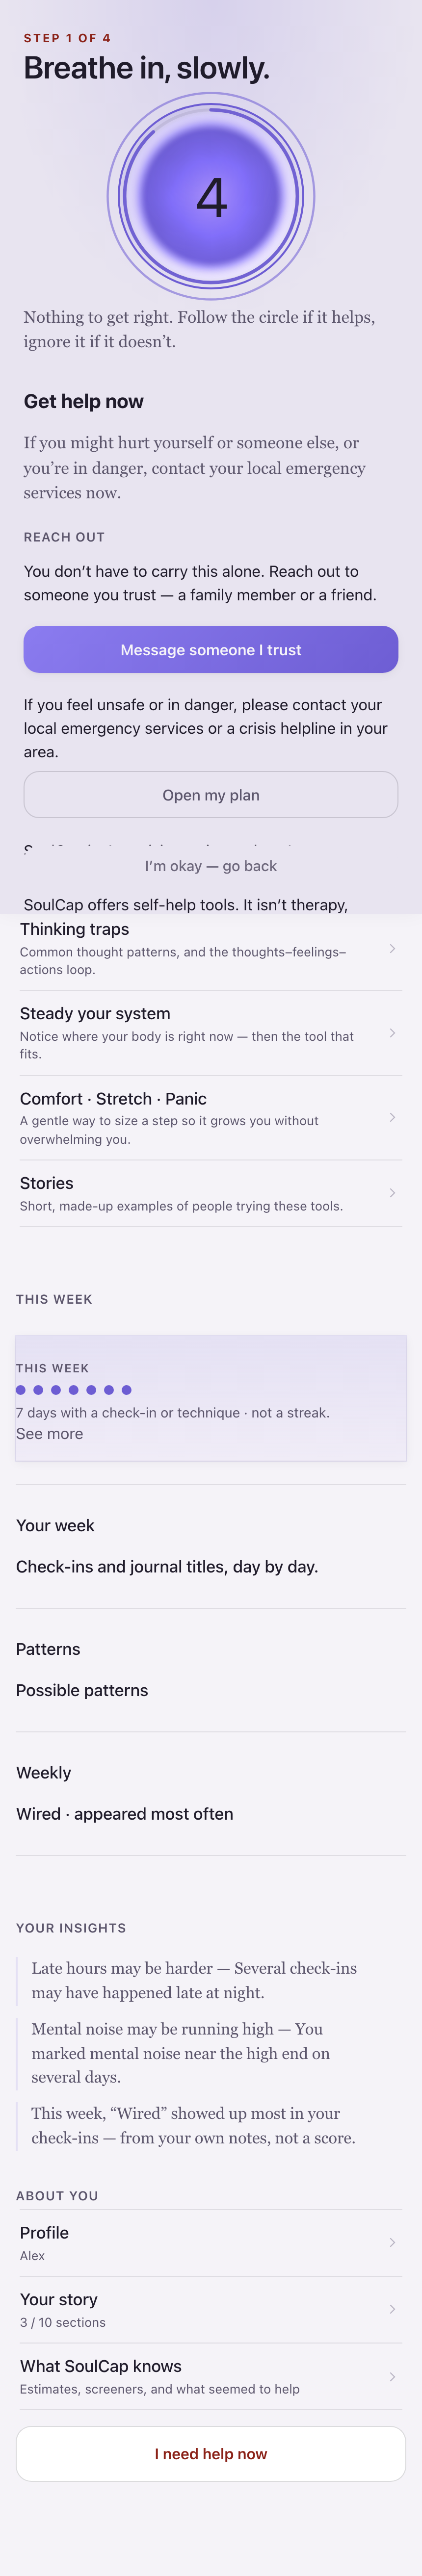 STEP 1 OF 4
Breathe in, slowly.
4
Nothing to get right. Follow the circle if it helps,
ignore it if it doesn’t.
Get help now
If you might hurt yourself or someone else, or
you’re in danger, contact your local emergency
services now.
REACH OUT
You don’t have to carry this alone. Reach out to
someone you trust — a family member or a friend.
Message someone I trust
If you feel unsafe or in danger, please contact your
local emergency services or a crisis helpline in your
area.
Open my plan
I’m okay — go back
SoulCap offers self-help tools. It isn’t therapy,
Thinking traps
Common thought patterns, and the thoughts–feelings–
actions loop.
Steady your system
Notice where your body is right now — then the tool that
fits.
Comfort · Stretch · Panic
A gentle way to size a step so it grows you without
overwhelming you.
Stories
Short, made-up examples of people trying these tools.
THIS WEEK
THIS WEEK
7 days with a check-in or technique · not a streak.
See more
Your week
Check-ins and journal titles, day by day.
Patterns
Possible patterns
Weekly
Wired · appeared most often
YOUR INSIGHTS
Late hours may be harder — Several check-ins
may have happened late at night.
Mental noise may be running high — You
marked mental noise near the high end on
several days.
This week, “Wired” showed up most in your
check-ins — from your own notes, not a score.
ABOUT YOU
Profile
Alex
Your story
3 / 10 sections
What SoulCap knows
Estimates, screeners, and what seemed to help
I need help now